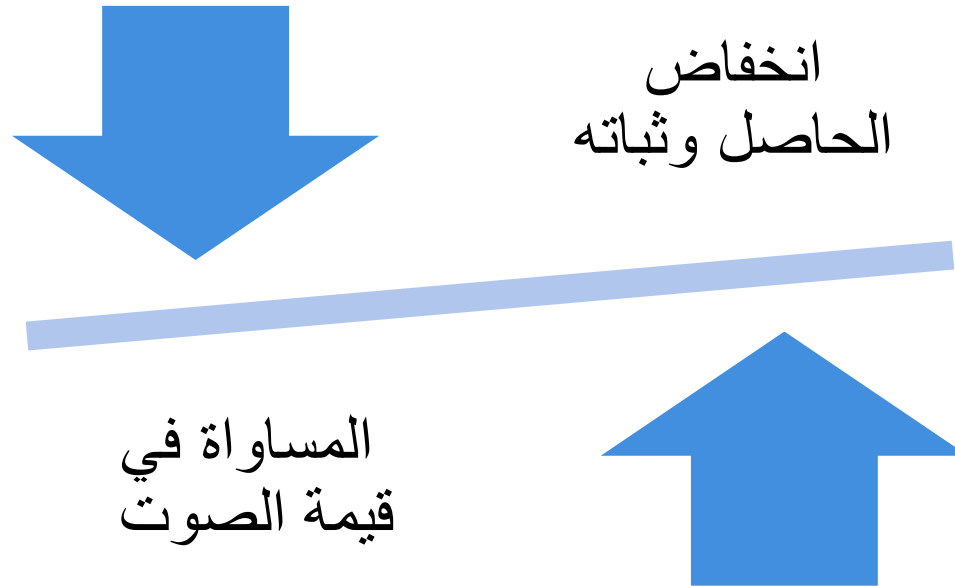 انخفاض
الحاصل وثباته
المساواة في
قيمة الصوت